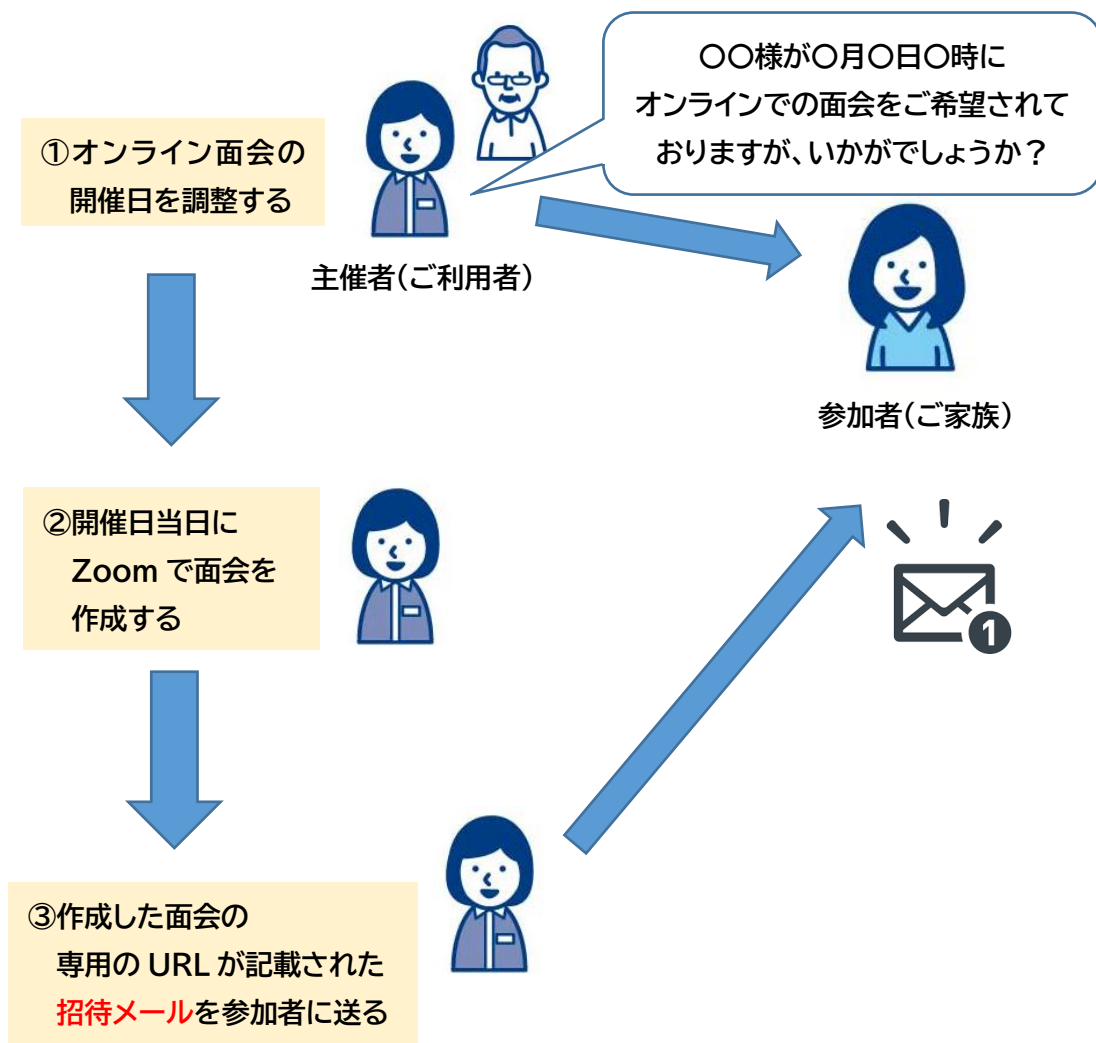 〇〇様が〇月〇日〇時に
オンラインでの面会をご希望されて
おりますが、いかがでしょうか？
①オンライン面会の
開催日を調整する
主催者(ご利用者)
参加者(ご家族)
②開催日当日に
Zoom で面会を
作成する
1
③作成した面会の
専用の URL が記載された
招待メールを参加者に送る